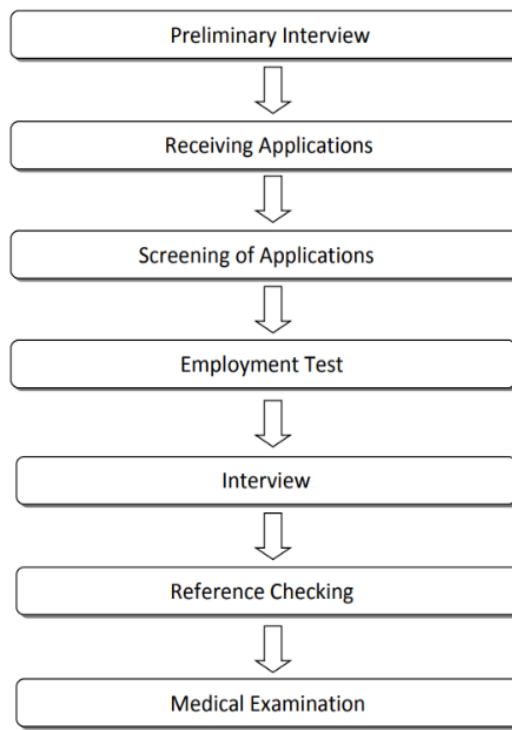 Preliminary Interview
Receiving Applications
Screening of Applications
Employment Test
Interview
Reference Checking
Medical Examination